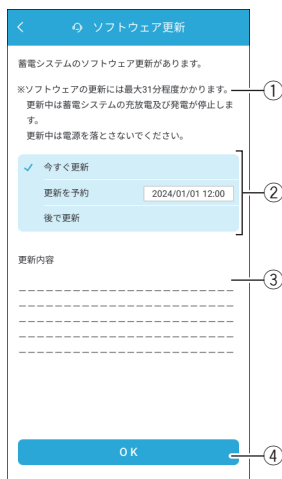 ソフトウェア更新
蓄電システムのソフトウェア更新があります。
※ソフトウェアの更新には最大31分程度かかります。
①
更新中は蓄電システムの充放電及び発電が停止しま
す。
更新中は電源を落とさないでください。
✓ 今すぐ更新
更新を予約 2024/01/01 12:00
②
後で更新
更新内容
③
OK
④